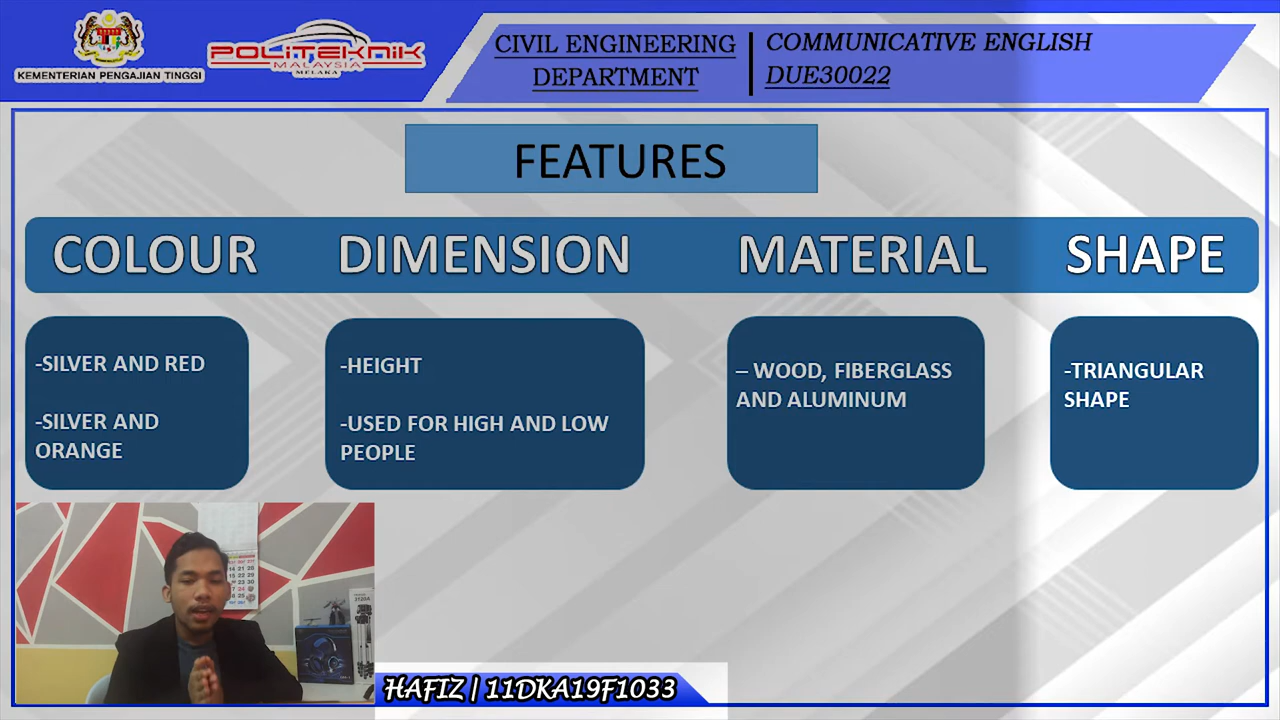 KEMENTERIAN PENGAJIAN TINGGI
POLITEKNIK
MALAYSIA
MELAKA
CIVIL ENGINEERING
DEPARTMENT
COMMUNICATIVE ENGLISH
DUE30022
FEATURES
COLOUR DIMENSION MATERIAL SHAPE
-SILVER AND RED
-SILVER AND
ORANGE
-HEIGHT
-USED FOR HIGH AND LOW
PEOPLE
– WOOD, FIBERGLASS
AND ALUMINUM
-TRIANGULAR
SHAPE
HAFIZ | 11DKA19F1033